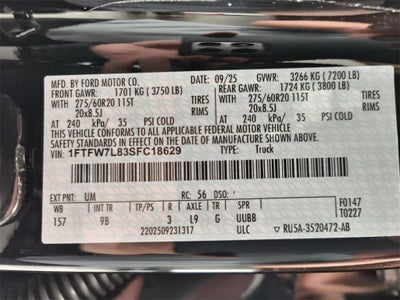 MFD. BY FORD MOTOR CO. 09/25 GVWR: 3266 KG ( 7200 LB)
FRONT GAWR: 1701 KG ( 3750 LB) REAR GAWR: 1724 KG ( 3800 LB)
WITH WITH
275/60R20 115T TIRES 275/60R20 115T TIRES
20x8.5J RIMS 20x8.5J RIMS
AT 240 kPa/ 35 PSI COLD AT 240 kPa/ 35 PSI COLD
THIS VEHICLE CONFORMS TO ALL APPLICABLE FEDERAL MOTOR VEHICLE
SAFETY STANDARDS IN EFFECT ON THE DATE OF MANUFACTURE SHOWN ABOVE.
VIN: 1FTFW7L83SFC18629 TYPE: Truck
EXT PNT: UM RC: 56 DSO:
WB INT TR TP/PS R AXLE TR SPR F0147
157 9B 3 L9 G UUBB T0227
2202509231317 ULC RUSA-3520472-AB